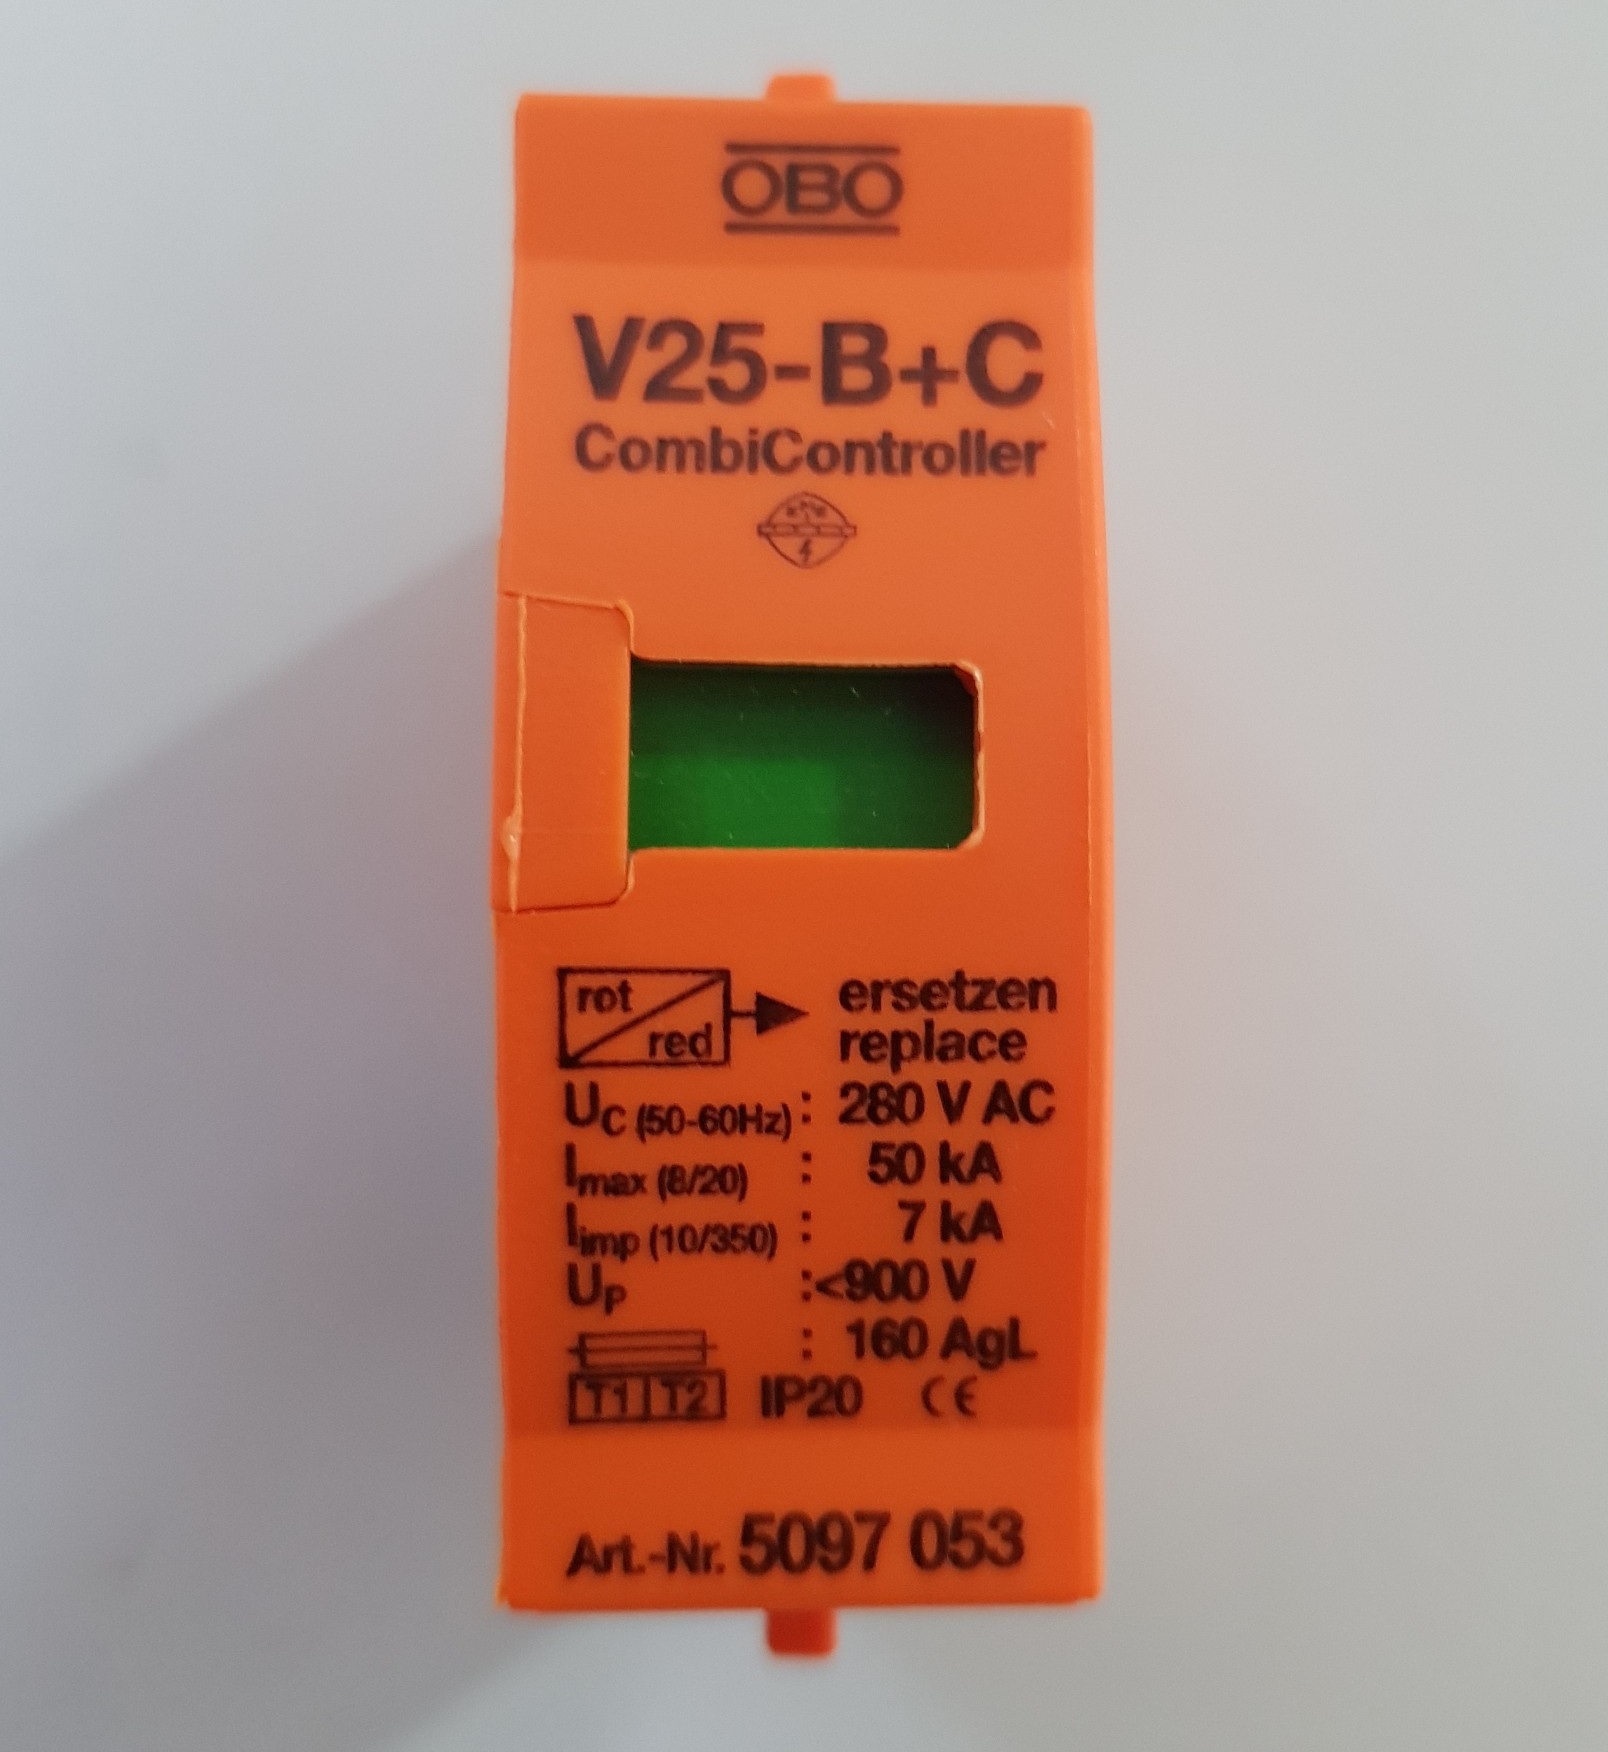 OBO
V25-B+C
CombiController
rot
red
ersetzen
replace
UC (50-60Hz) : 280 V AC
Imax (8/20) : 50 kA
Iimp (10/350) : 7 kA
UP :<900 V
: 160 AgL
T1 T2 IP20 CE
Art.-Nr. 5097 053